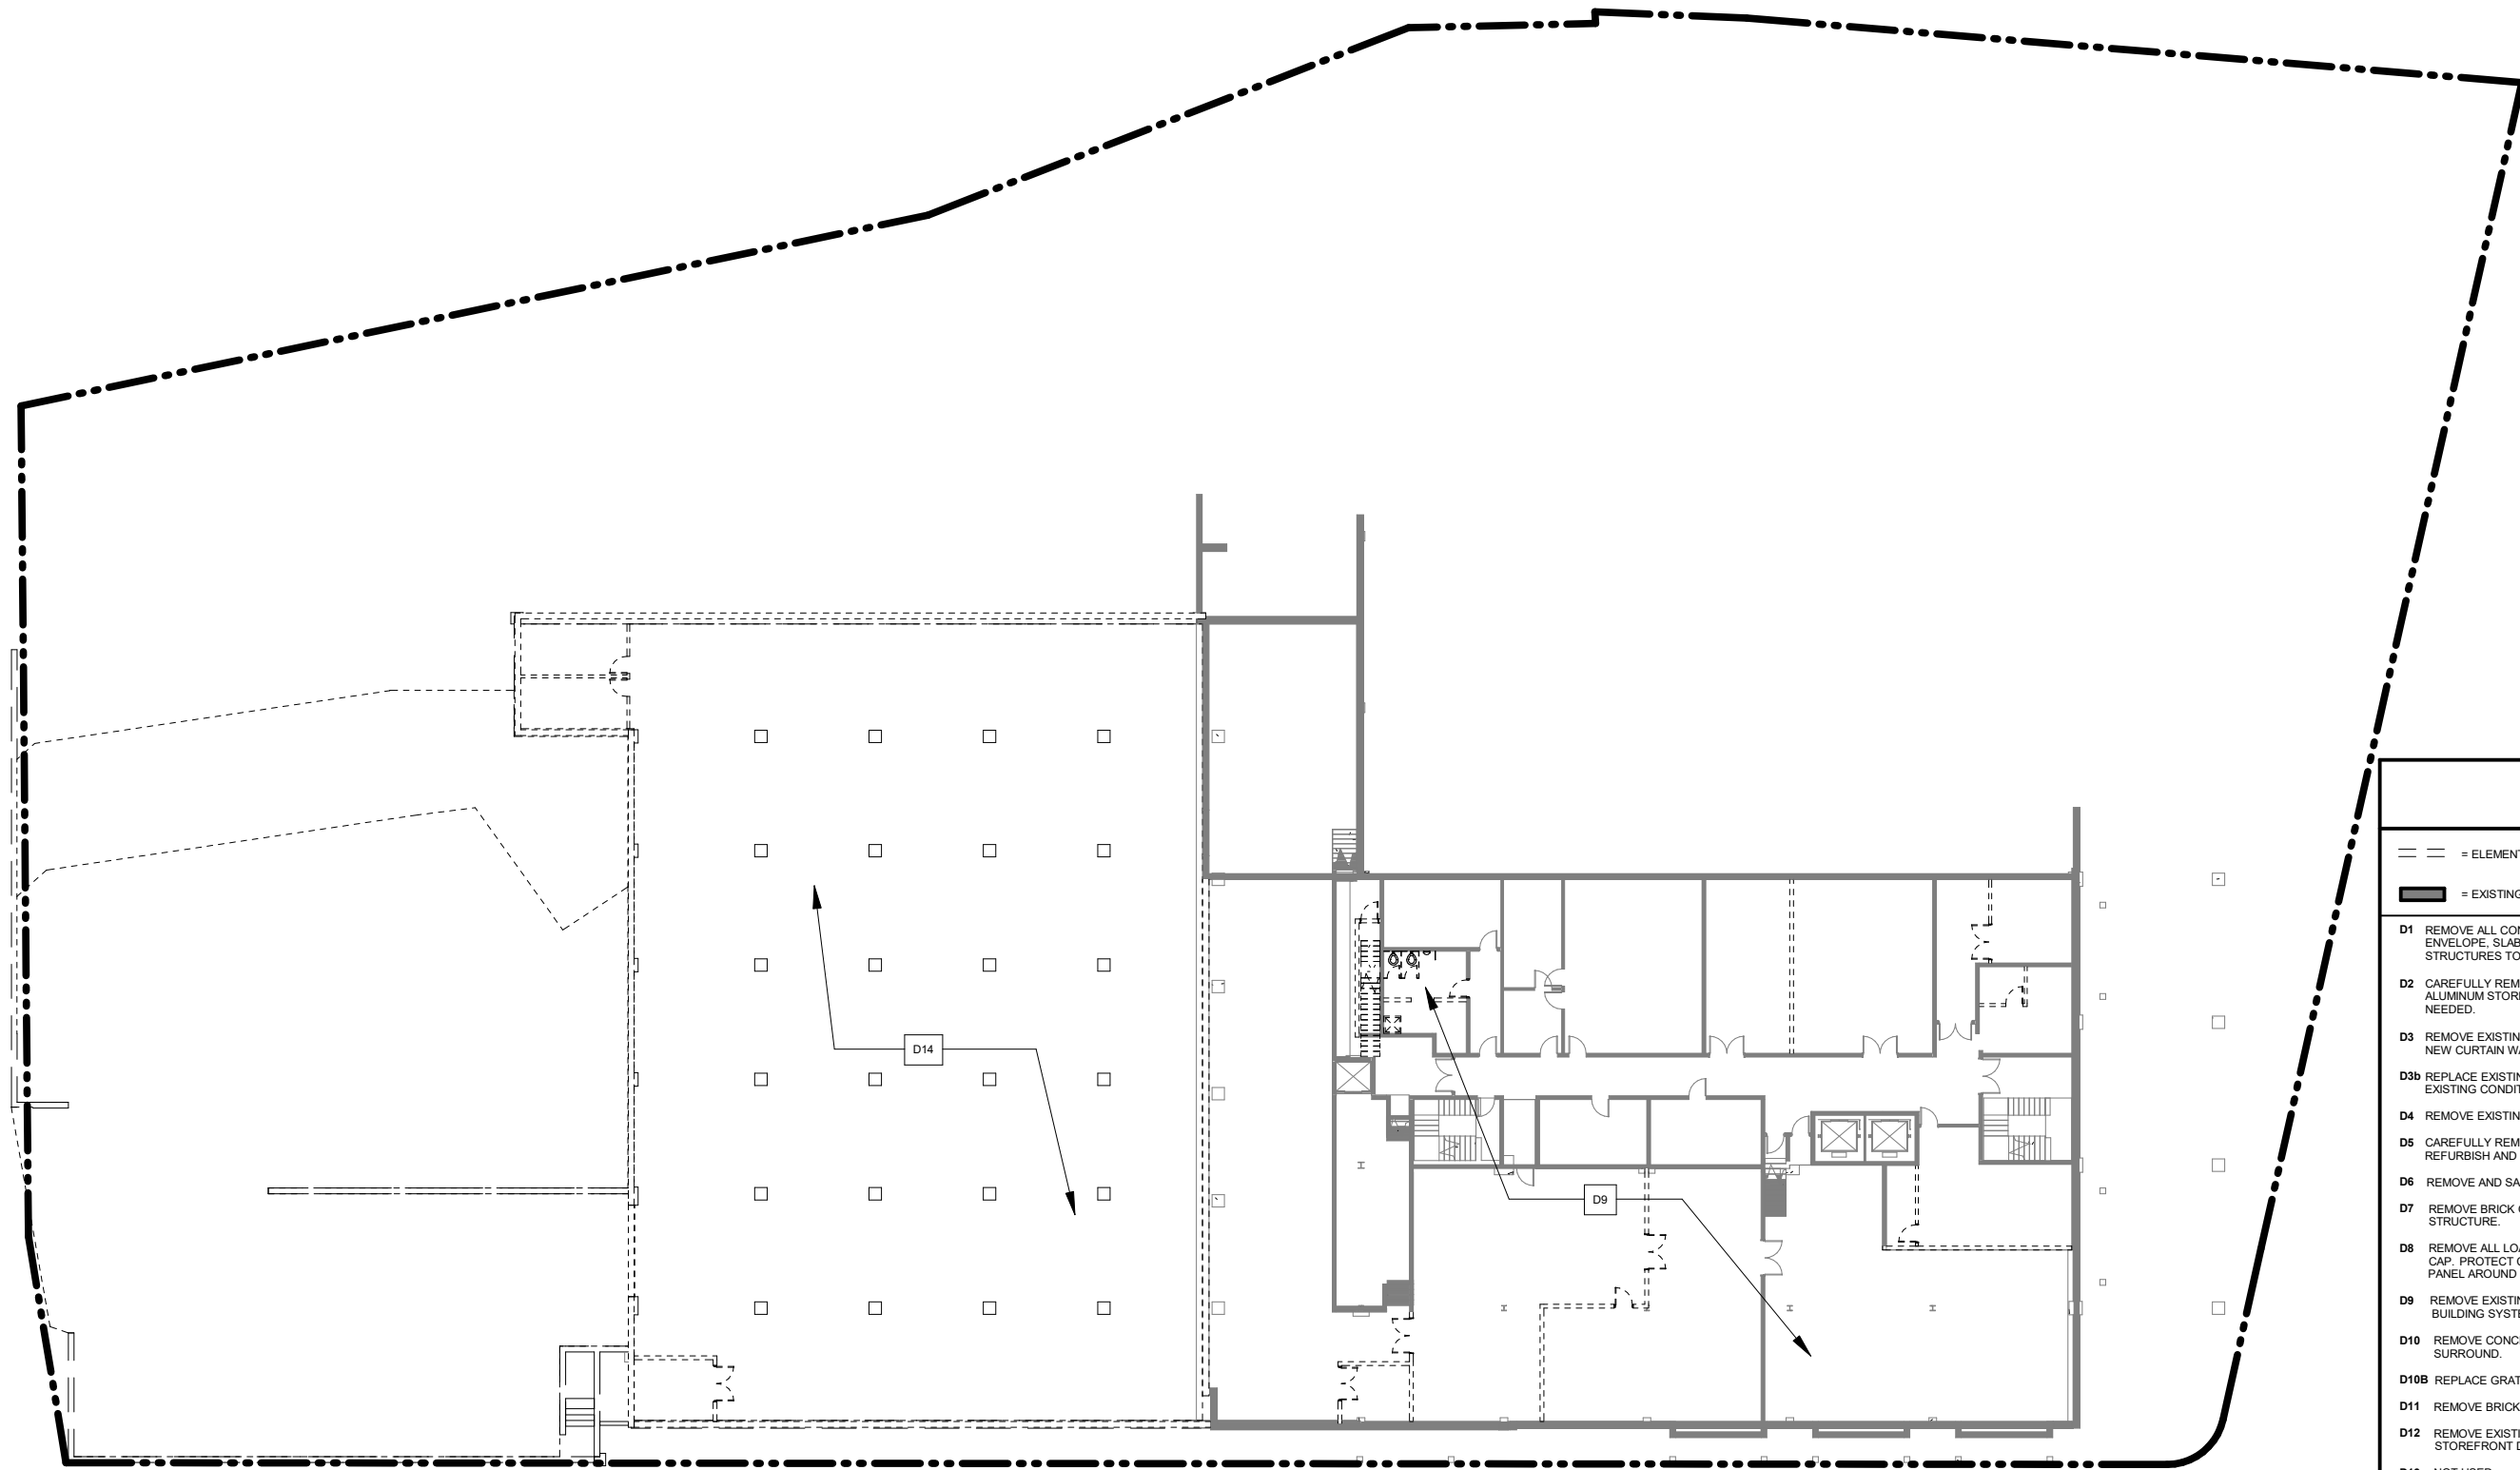 D14
D9
= ELEMENT
= EXISTING
D1 REMOVE ALL CON
ENVELOPE, SLAB
STRUCTURES TO
D2 CAREFULLY REM
ALUMINUM STOR
NEEDED.
D3 REMOVE EXISTIN
NEW CURTAIN WA
D3b REPLACE EXISTIN
EXISTING CONDIT
D4 REMOVE EXISTIN
D5 CAREFULLY REM
REFURBISH AND
D6 REMOVE AND SA
D7 REMOVE BRICK
STRUCTURE.
D8 REMOVE ALL LOA
CAP. PROTECT
PANEL AROUND
D9 REMOVE EXISTIN
BUILDING SYSTE
D10 REMOVE CONC
SURROUND.
D10B REPLACE GRAT
D11 REMOVE BRICK
D12 REMOVE EXISTI
STOREFRONT